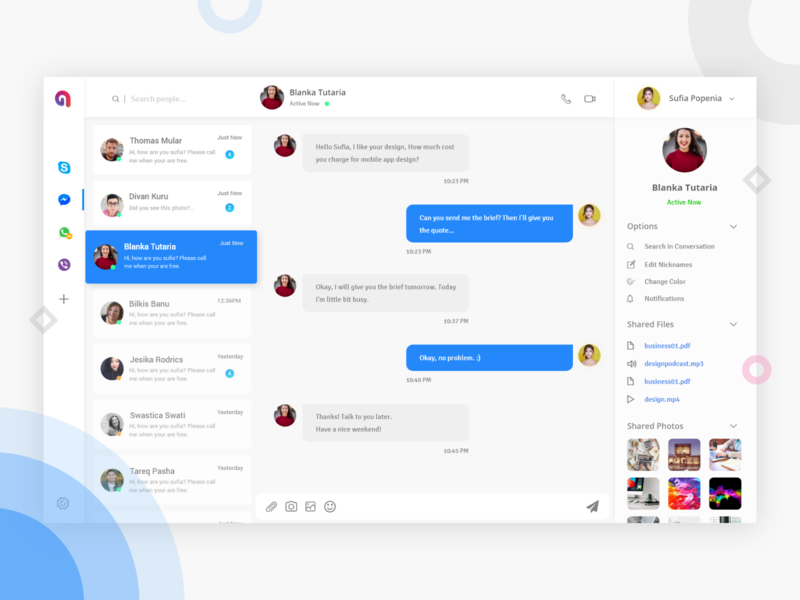 Search people...
Thomas Mular
Just Now
Hi, how are you sufia? Please call
me when your are free.
4
Divan Kuru
Just Now
Did you see this photo?...
2
Blanka Tutaria
Just Now
Hi, how are you sufia? Please call
me when your are free.
Bilkis Banu
12:36PM
Hi, how are you sufia? Please call
me when your are free.
Jesika Rodrics
Yesterday
Hi, how are you sufia? Please call
me when your are free.
4
Swastica Swati
Yesterday
Hi, how are you sufia? Please call
me when your are free.
Tareq Pasha
Yesterday
Hi, how are you sufia? Please call
me when your are free.
Blanka Tutaria
Active Now
Hello Sufia, I like your design, How much cost
you charge for mobile app design?
10:23 PM
Can you send me the brief? Then I'll give you
the quote...
10:23 PM
Okay, I will give you the brief tomorrow. Today
I'm little bit busy.
10:37 PM
Okay, no problem. :)
10:40 PM
Thanks! Talk to you later.
Have a nice weekend!
10:45 PM
Sufia Popenia
Blanka Tutaria
Active Now
Options
Search in Conversation
Edit Nicknames
Change Color
Notifications
Shared Files
business01.pdf
designpodcast.mp3
business01.pdf
design.mp4
Shared Photos